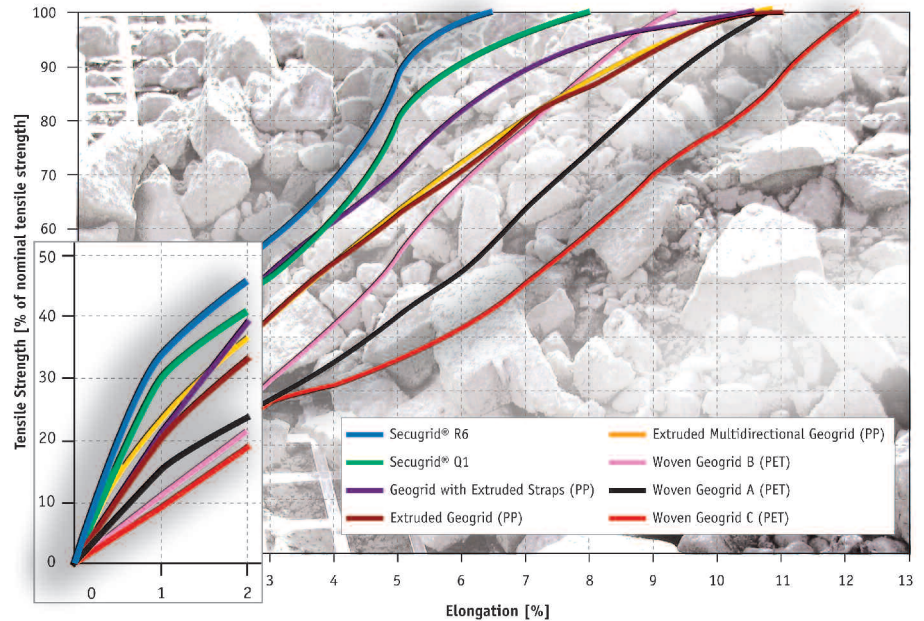 100
90
80
70
60
50
40
30
20
10
0
Tensile Strength [% of nominal tensile strength]
Secugrid® R6
Secugrid® Q1
Geogrid with Extruded Straps (PP)
Extruded Geogrid (PP)
Extruded Multidirectional Geogrid (PP)
Woven Geogrid B (PET)
Woven Geogrid A (PET)
Woven Geogrid C (PET)
0 1 2 3 4 5 6 7 8 9 10 11 12 13
Elongation [%]